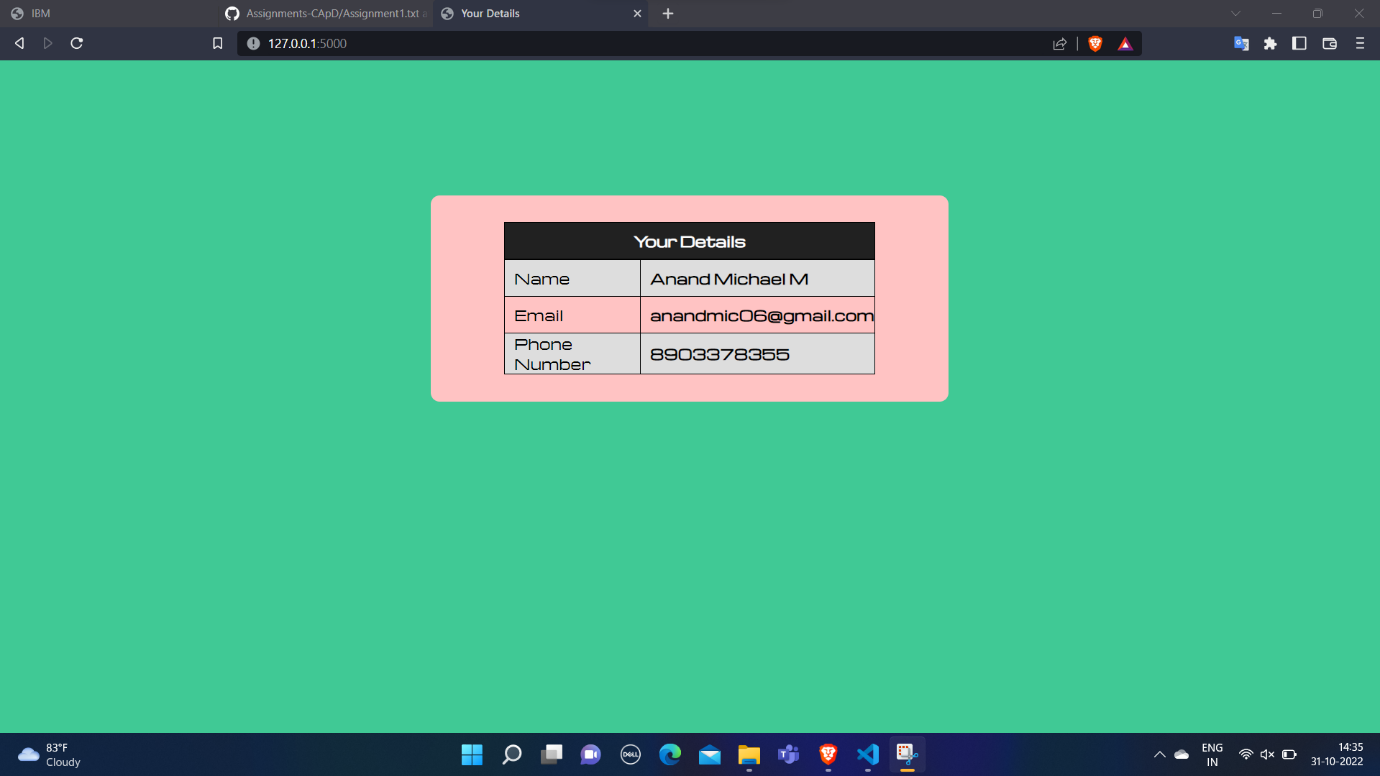 IBM
Assignments-CApD/Assignment1.txt a
Your Details
127.0.0.1:5000
Your Details
Name Anand Michael M
Email anandmic06@gmail.com
Phone Number 8903378355
83°F
Cloudy
DELL
ENG
IN
14:35
31-10-2022